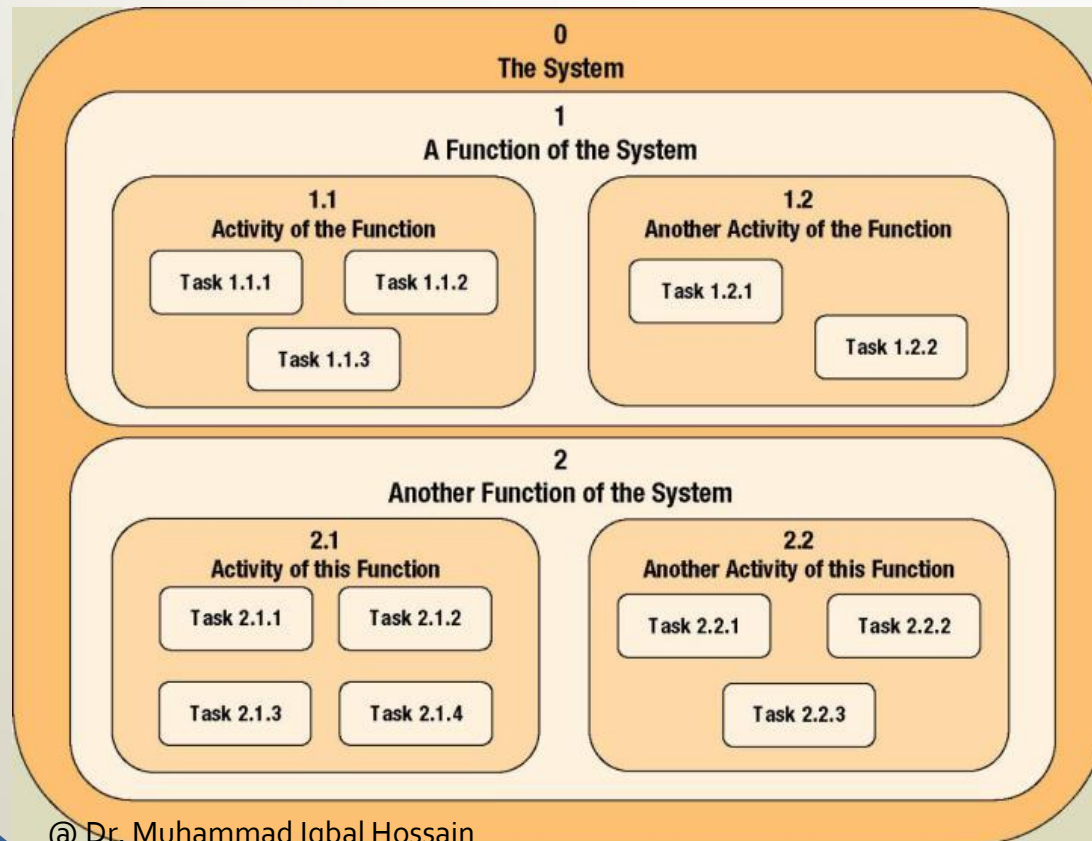 0
The System
1
A Function of the System
1.1
Activity of the Function
Task 1.1.1
Task 1.1.2
Task 1.1.3
1.2
Another Activity of the Function
Task 1.2.1
Task 1.2.2
2
Another Function of the System
2.1
Activity of this Function
Task 2.1.1
Task 2.1.2
Task 2.1.3
Task 2.1.4
2.2
Another Activity of this Function
Task 2.2.1
Task 2.2.2
Task 2.2.3
@ Dr. Muhammad Iqbal Hossain